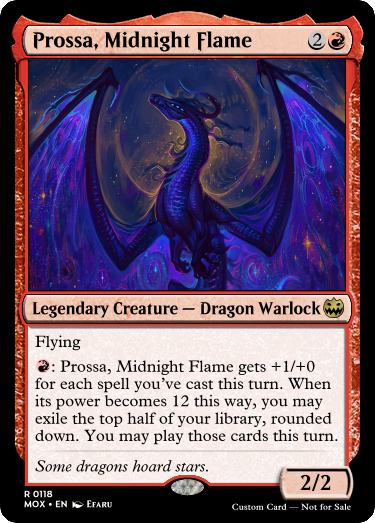 Prossa, Midnight Flame 2
Legendary Creature — Dragon Warlock
Flying
: Prossa, Midnight Flame gets +1/+0
for each spell you've cast this turn. When
its power becomes 12 this way, you may
exile the top half of your library, rounded
down. You may play those cards this turn.
Some dragons hoard stars.
2/2
R 0118
MOX • EN Efaru
Custom Card — Not for Sale